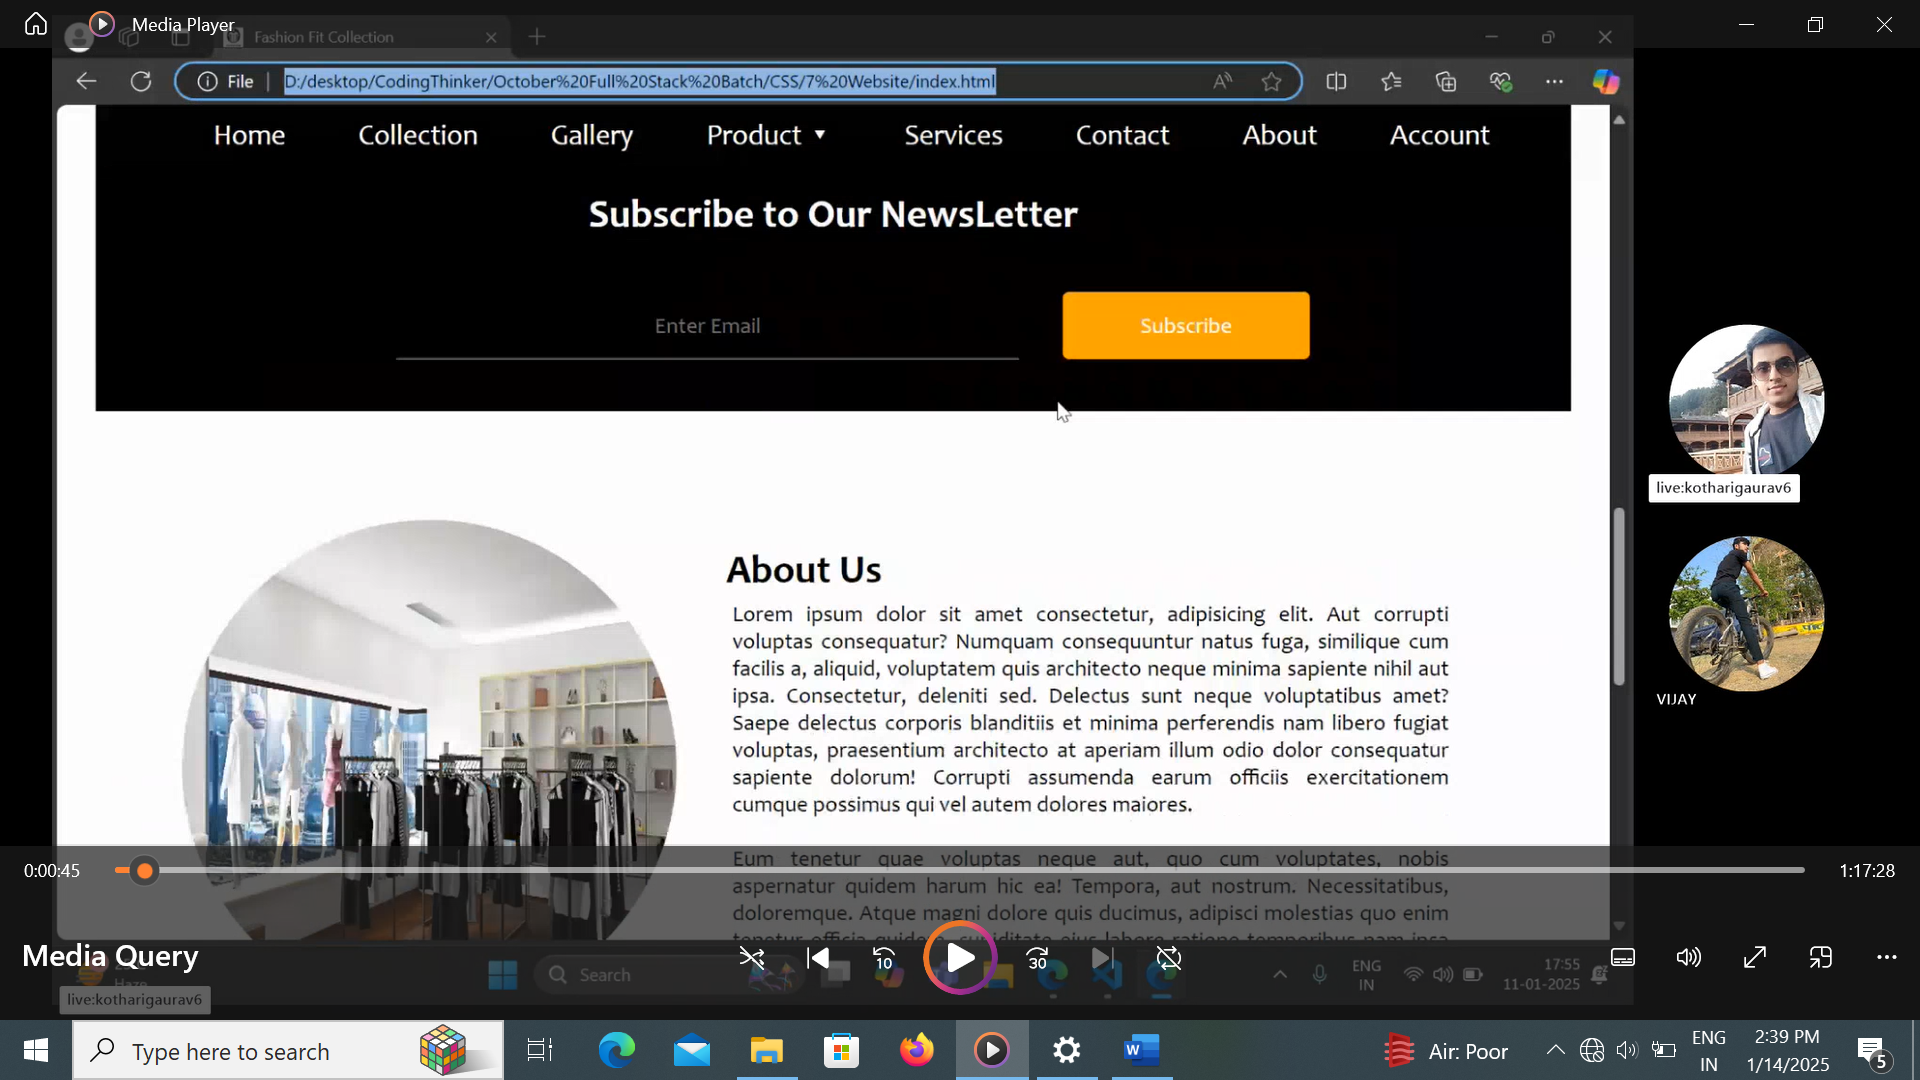 Media Player
Fashion Fit Collection
File
D:/desktop/CodingThinker/October%20Full%20Stack%20Batch/CSS/7%20Website/index.html
Home Collection Gallery Product ▼ Services Contact About Account
Subscribe to Our NewsLetter
Enter Email
Subscribe
live:kotharigaurav6
VIJAY
About Us
Lorem ipsum dolor sit amet consectetur, adipisicing elit. Aut corrupti
voluptas consequatur? Numquam consequuntur natus fuga, similique cum
facilis a, aliquid, voluptatem quis architecto neque minima sapiente nihil aut
ipsa. Consectetur, deleniti sed. Delectus sunt neque voluptatibus amet?
Saepe delectus corporis blanditiis et minima perferendis nam libero fugiat
voluptas, praesentium architecto at aperiam illum odio dolor consequatur
sapiente dolorum! Corrupti assumenda earum officiis exercitationem
cumque possimus qui vel autem dolores maiores.
Eum tenetur quae voluptas neque aut, quo cum voluptates, nobis
aspernatur quidem harum hic ea! Tempora, aut nostrum. Necessitatibus,
doloremque. Atque magni dolore quis ducimus, adipisci molestias quo enim
0:00:45
1:17:28
Media Query
10
30
Haze
Search
ENG
IN
17:55
11-01-2025
live:kotharigaurav6
Type here to search
Air: Poor
ENG
IN
2:39 PM
1/14/2025
5